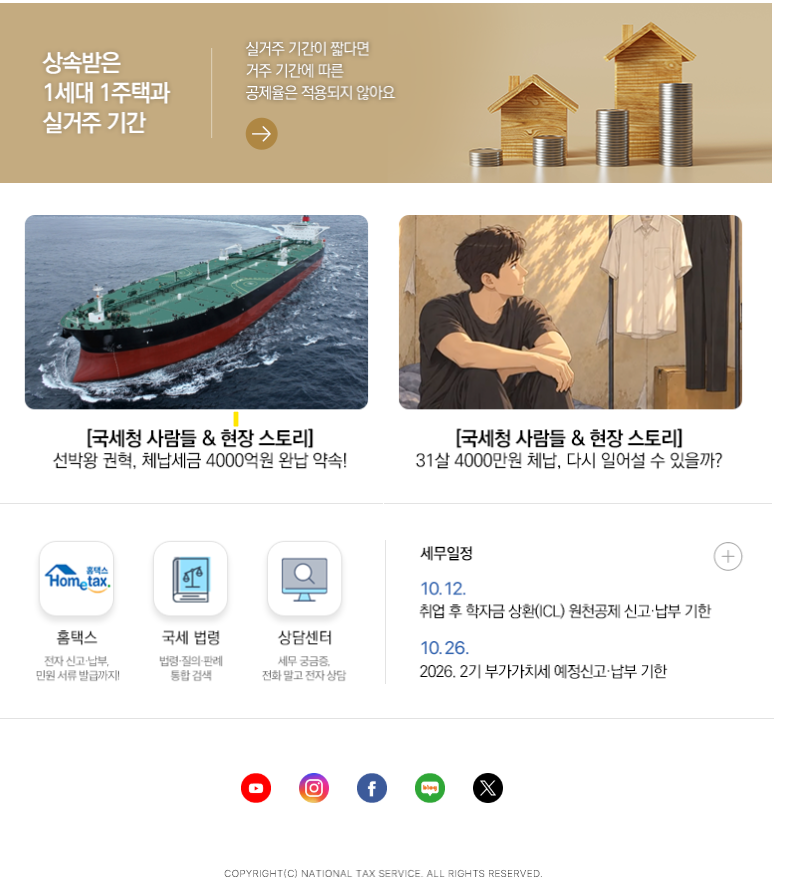 상속받은
1세대 1주택과
실거주 기간
실거주 기간이 짧다면
거주 기간에 따른
공제율은 적용되지 않아요
[국세청 사람들 & 현장 스토리]
선박왕 권혁, 체납세금 4000억원 완납 약속!
[국세청 사람들 & 현장 스토리]
31살 4000만원 체납, 다시 일어설 수 있을까?
홈택스
Hometax.
홈택스
전자 신고·납부,
민원 서류 발급까지!
국세 법령
법령·질의·판례
통합 검색
상담센터
세무 궁금증,
전화 말고 전자 상담
세무일정
10.12.
취업 후 학자금 상환(ICL) 원천공제 신고·납부 기한
10.26.
2026. 2기 부가가치세 예정신고·납부 기한
blog
COPYRIGHT(C) NATIONAL TAX SERVICE. ALL RIGHTS RESERVED.